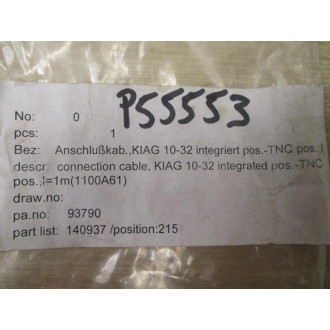 No: 0 P55553
pcs: 1
Bez: Anschlußkab.,KIAG 10-32 integriert pos.-TNC pos.,l
descr: connection cable, KIAG 10-32 integrated pos.-TNC
pos.,l=1m(1100A61)
draw.no:
pa.no: 93790
part list: 140937 /position:215